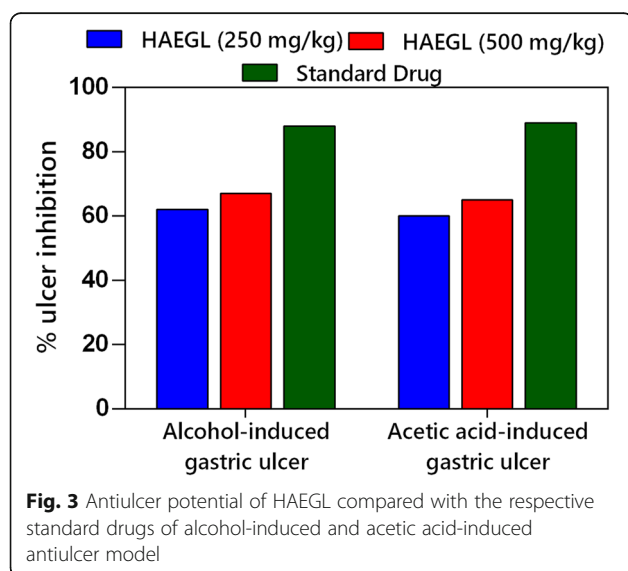 HAEGL (250 mg/kg) HAEGL (500 mg/kg)
Standard Drug
100
80
60
40
20
0
% ulcer inhibition
Alcohol-induced
gastric ulcer
Acetic acid-induced
gastric ulcer
Fig. 3 Antiulcer potential of HAEGL compared with the respective
standard drugs of alcohol-induced and acetic acid-induced
antiulcer model